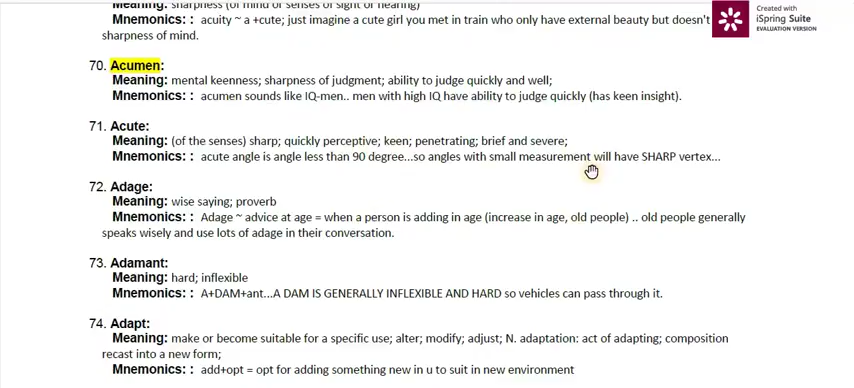 Meaning: sharpness (of mind or senses of sight or hearing)
Mnemonics: : acuity ~ a +cute; just imagine a cute girl you met in train who only have external beauty but doesn't
sharpness of mind.
Created with
iSpring Suite
EVALUATION VERSION
70. Acumen:
Meaning: mental keenness; sharpness of judgment; ability to judge quickly and well;
Mnemonics: : acumen sounds like IQ-men.. men with high IQ have ability to judge quickly (has keen insight).
71. Acute:
Meaning: (of the senses) sharp; quickly perceptive; keen; penetrating; brief and severe;
Mnemonics: : acute angle is angle less than 90 degree...so angles with small measurement will have SHARP vertex...
72. Adage:
Meaning: wise saying; proverb
Mnemonics: : Adage ~ advice at age = when a person is adding in age (increase in age, old people) .. old people generally
speaks wisely and use lots of adage in their conversation.
73. Adamant:
Meaning: hard; inflexible
Mnemonics: : A+DAM+ant...A DAM IS GENERALLY INFLEXIBLE AND HARD so vehicles can pass through it.
74. Adapt:
Meaning: make or become suitable for a specific use; alter; modify; adjust; N. adaptation: act of adapting; composition
recast into a new form;
Mnemonics: : add+opt = opt for adding something new in u to suit in new environment